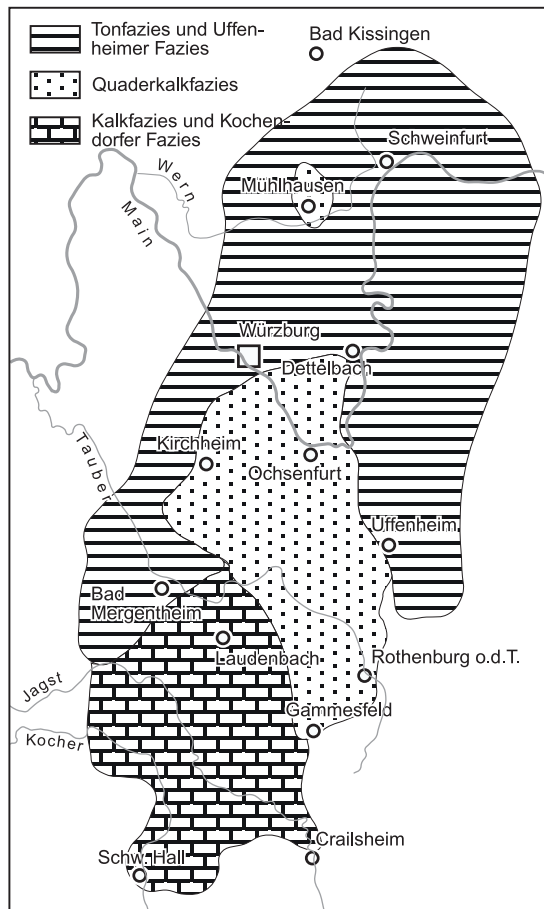 Tonfazies und Uffen-
heimer Fazies
Quaderkalkfazies
Kalkfazies und Kochen-
dorfer Fazies
Bad Kissingen
Schweinfurt
Wern
Mühlhausen
Main
Würzburg
Dettelbach
Tauber
Kirchheim
Ochsenfurt
Uffenheim
Bad
Mergentheim
Laudenbach
Rothenburg o.d.T.
Jagst
Gammesfeld
Kocher
Crailsheim
Schw. Hall